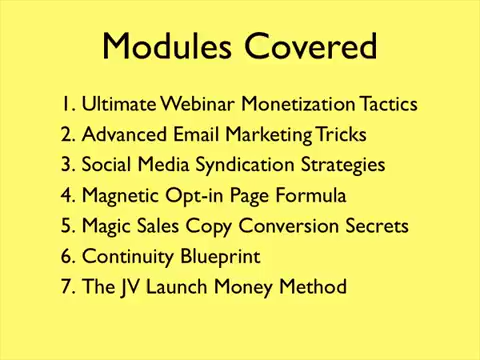 Modules Covered
1. Ultimate Webinar Monetization Tactics
2. Advanced Email Marketing Tricks
3. Social Media Syndication Strategies
4. Magnetic Opt-in Page Formula
5. Magic Sales Copy Conversion Secrets
6. Continuity Blueprint
7. The JV Launch Money Method